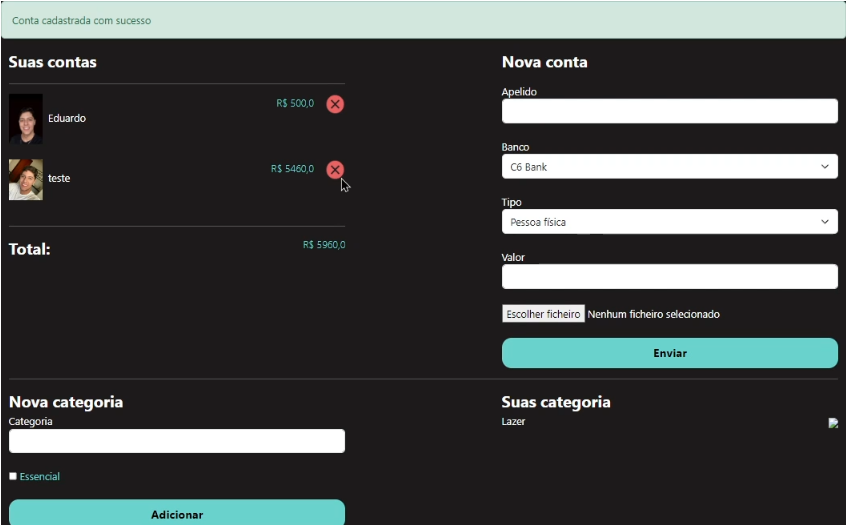 Conta cadastrada com sucesso
Suas contas
Eduardo
R$ 500,0
teste
R$ 5460,0
Total:
R$ 5960,0
Nova conta
Apelido
Banco
C6 Bank
Tipo
Pessoa física
Valor
Escolher ficheiro Nenhum ficheiro selecionado
Enviar
Nova categoria
Categoria
Essencial
Adicionar
Suas categoria
Lazer